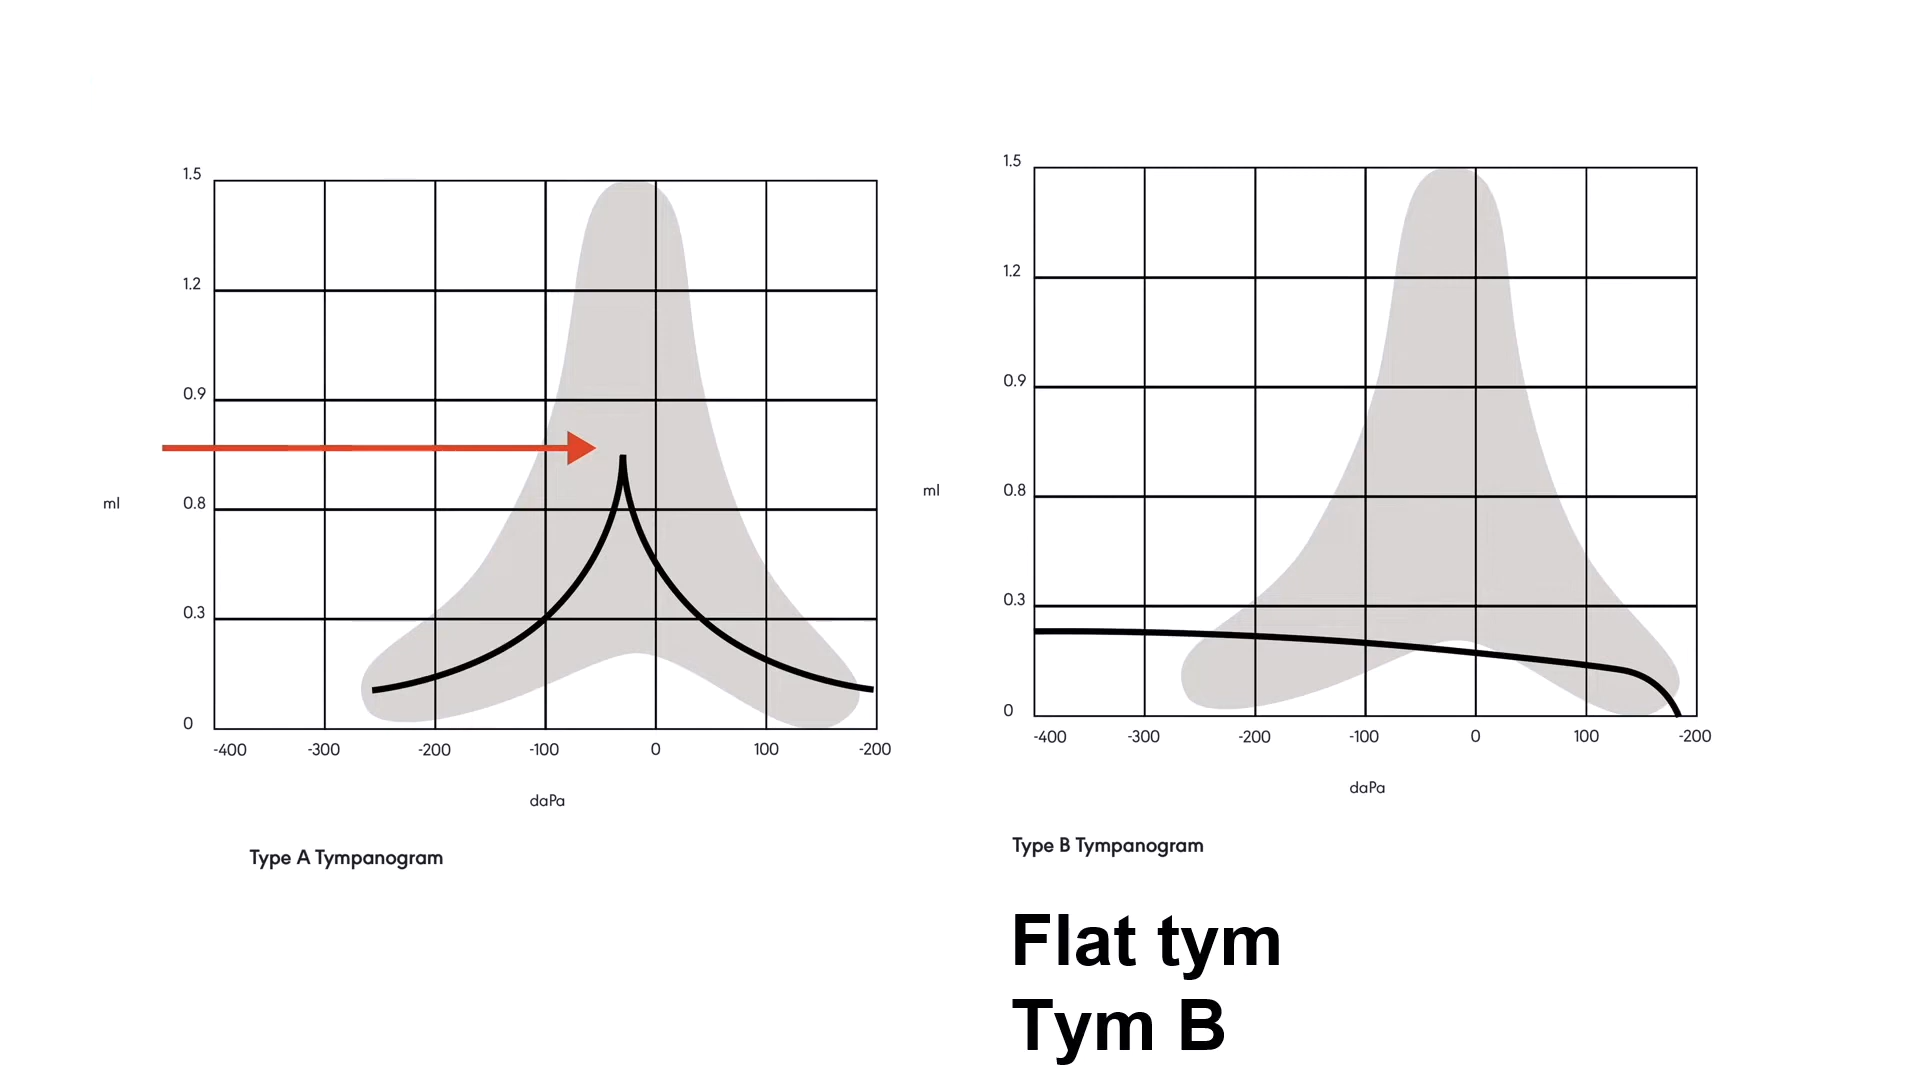 1.5
1.2
0.9
0.8
0.3
0
ml
-400 -300 -200 -100 0 100 -200
daPa
Type A Tympanogram
1.5
1.2
0.9
0.8
0.3
0
ml
-400 -300 -200 -100 0 100 -200
daPa
Type B Tympanogram
Flat tym
Tym B